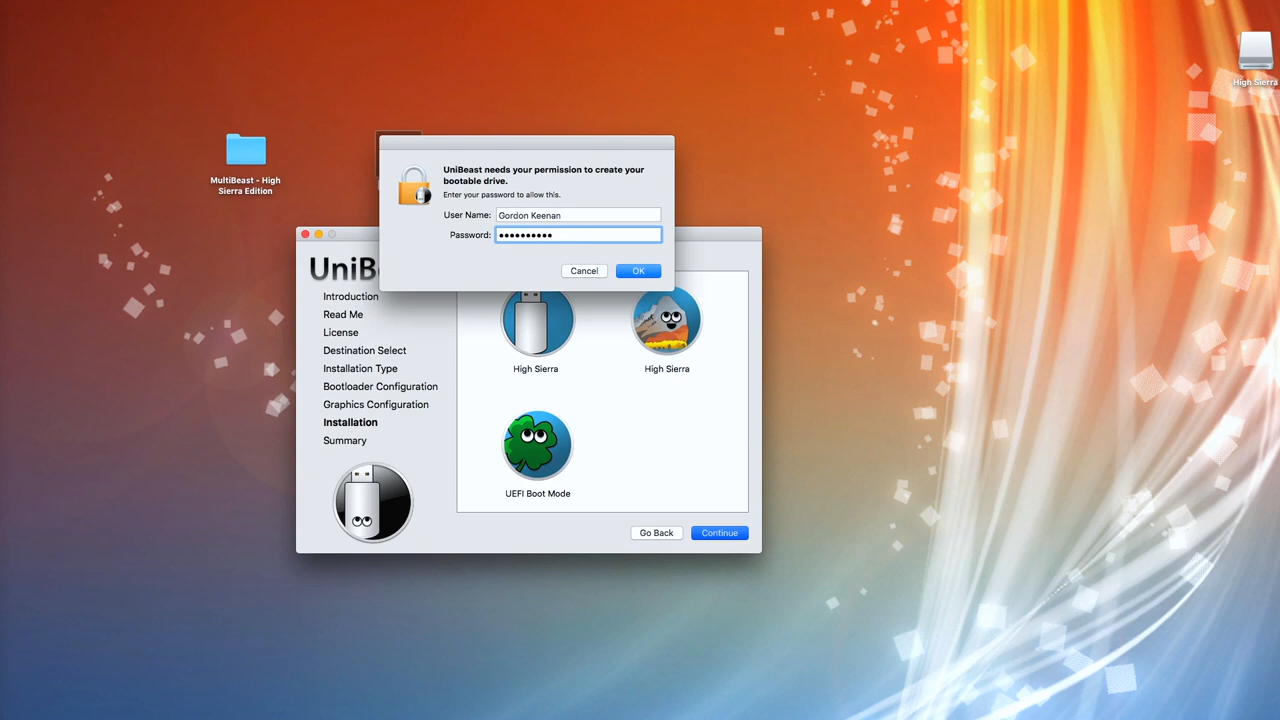 High Sierra
MultiBeast - High
Sierra Edition
UniBeast needs your permission to create your
bootable drive.
Enter your password to allow this.
User Name: Gordon Keenan
Password: ●●●●●●●●●●
Cancel OK
UniB
Introduction
Read Me
License
Destination Select
Installation Type
Bootloader Configuration
Graphics Configuration
Installation
Summary
High Sierra
High Sierra
UEFI Boot Mode
Go Back Continue